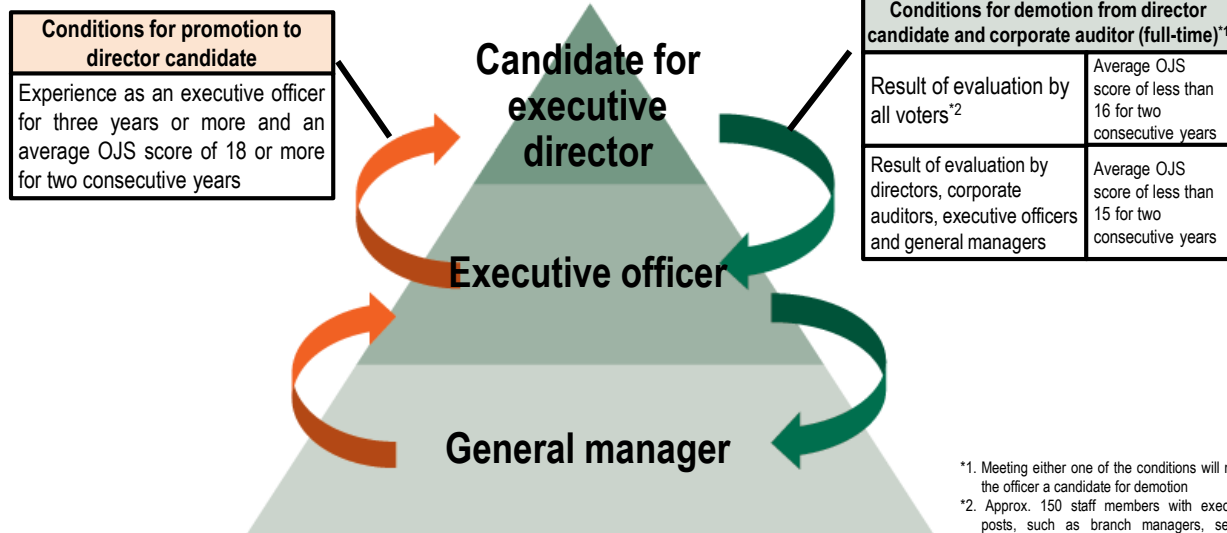 Conditions for promotion to
director candidate
Experience as an executive officer
for three years or more and an
average OJS score of 18 or more
for two consecutive years
Candidate for
executive
director
Executive officer
General manager
Conditions for demotion from director
candidate and corporate auditor (full-time)*1
Result of evaluation by
all voters*2
Average OJS
score of less than
16 for two
consecutive years
Result of evaluation by
directors, corporate
auditors, executive officers
and general managers
Average OJS
score of less than
15 for two
consecutive years
*1. Meeting either one of the conditions will
the officer a candidate for demotion
*2. Approx. 150 staff members with
posts, such as branch managers,